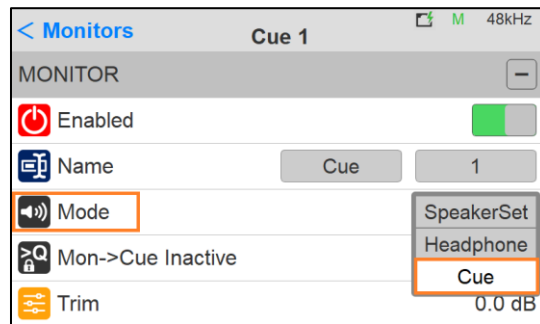 < Monitors Cue 1 M 48kHz
MONITOR
Enabled
Name Cue 1
Mode SpeakerSet
Headphone
Mon->Cue Inactive
Cue
Trim 0.0 dB